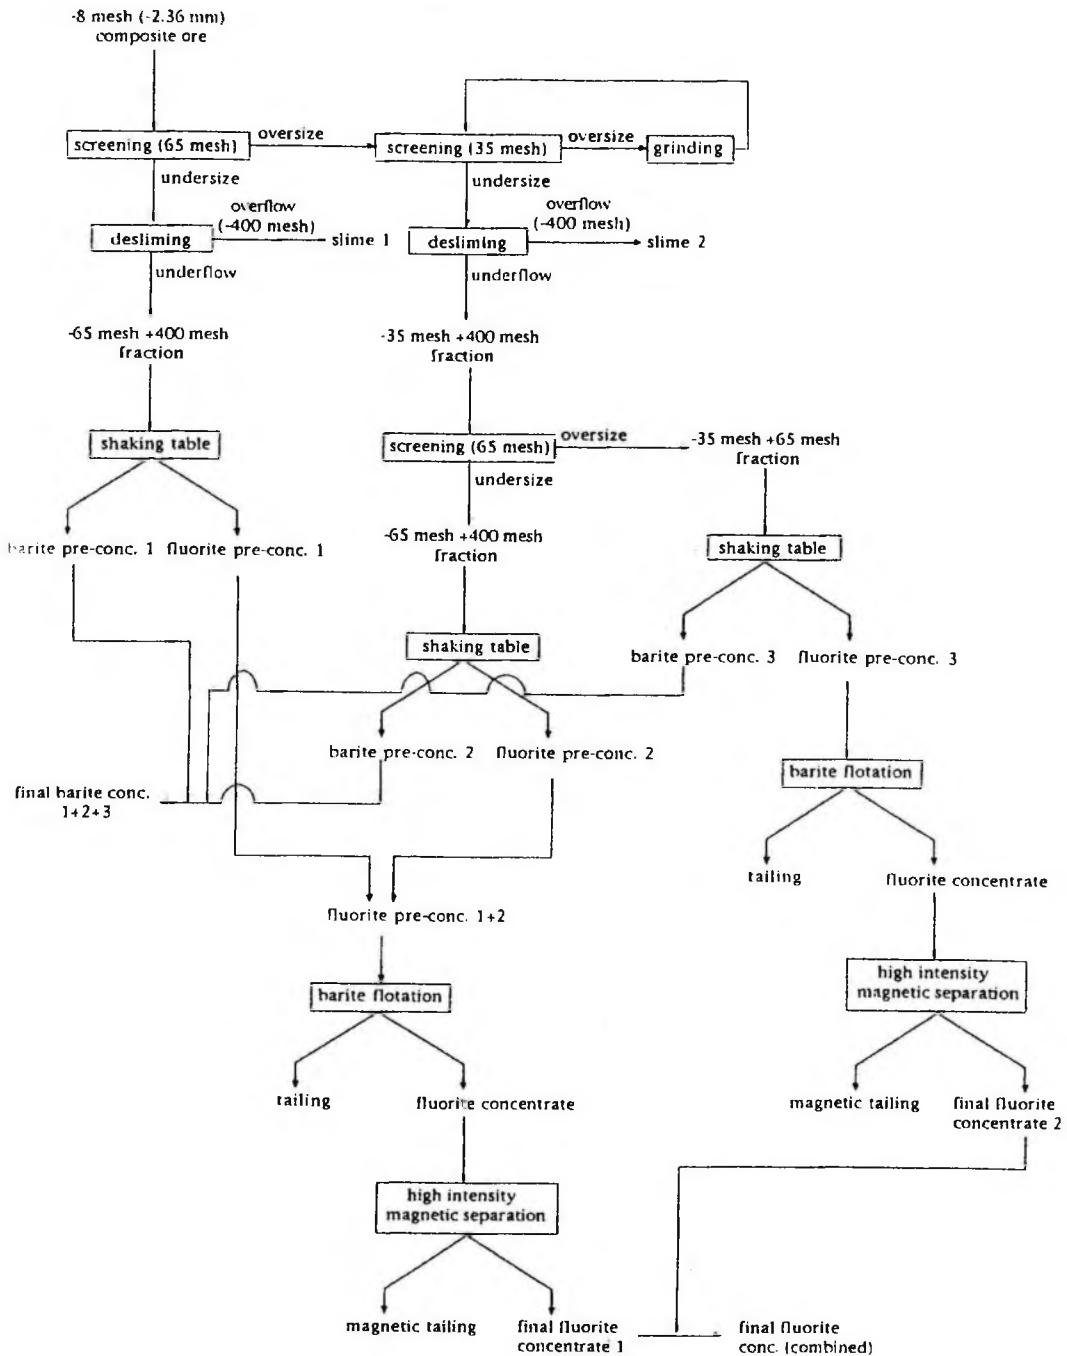 -8 mesh (-2.36 mm)
composite ore
screening (65 mesh)
oversize
screening (35 mesh)
oversize
grinding
undersize
undersize
desliming
overflow
(-400 mesh)
slime 1
desliming
overflow
(-400 mesh)
slime 2
underflow
underflow
-65 mesh +400 mesh
fraction
-35 mesh +400 mesh
fraction
shaking table
screening (65 mesh)
oversize
-35 mesh +65 mesh
fraction
undersize
barite pre-conc. 1
fluorite pre-conc. 1
-65 mesh +400 mesh
fraction
shaking table
shaking table
barite pre-conc. 3
fluorite pre-conc. 3
barite pre-conc. 2
fluorite pre-conc. 2
final barite conc.
1+2+3
barite flotation
tailing
fluorite concentrate
fluorite pre-conc. 1+2
barite flotation
high intensity
magnetic separation
tailing
fluorite concentrate
magnetic tailing
final fluorite
concentrate 2
high intensity
magnetic separation
magnetic tailing
final fluorite
concentrate 1
final fluorite
conc. (combined)